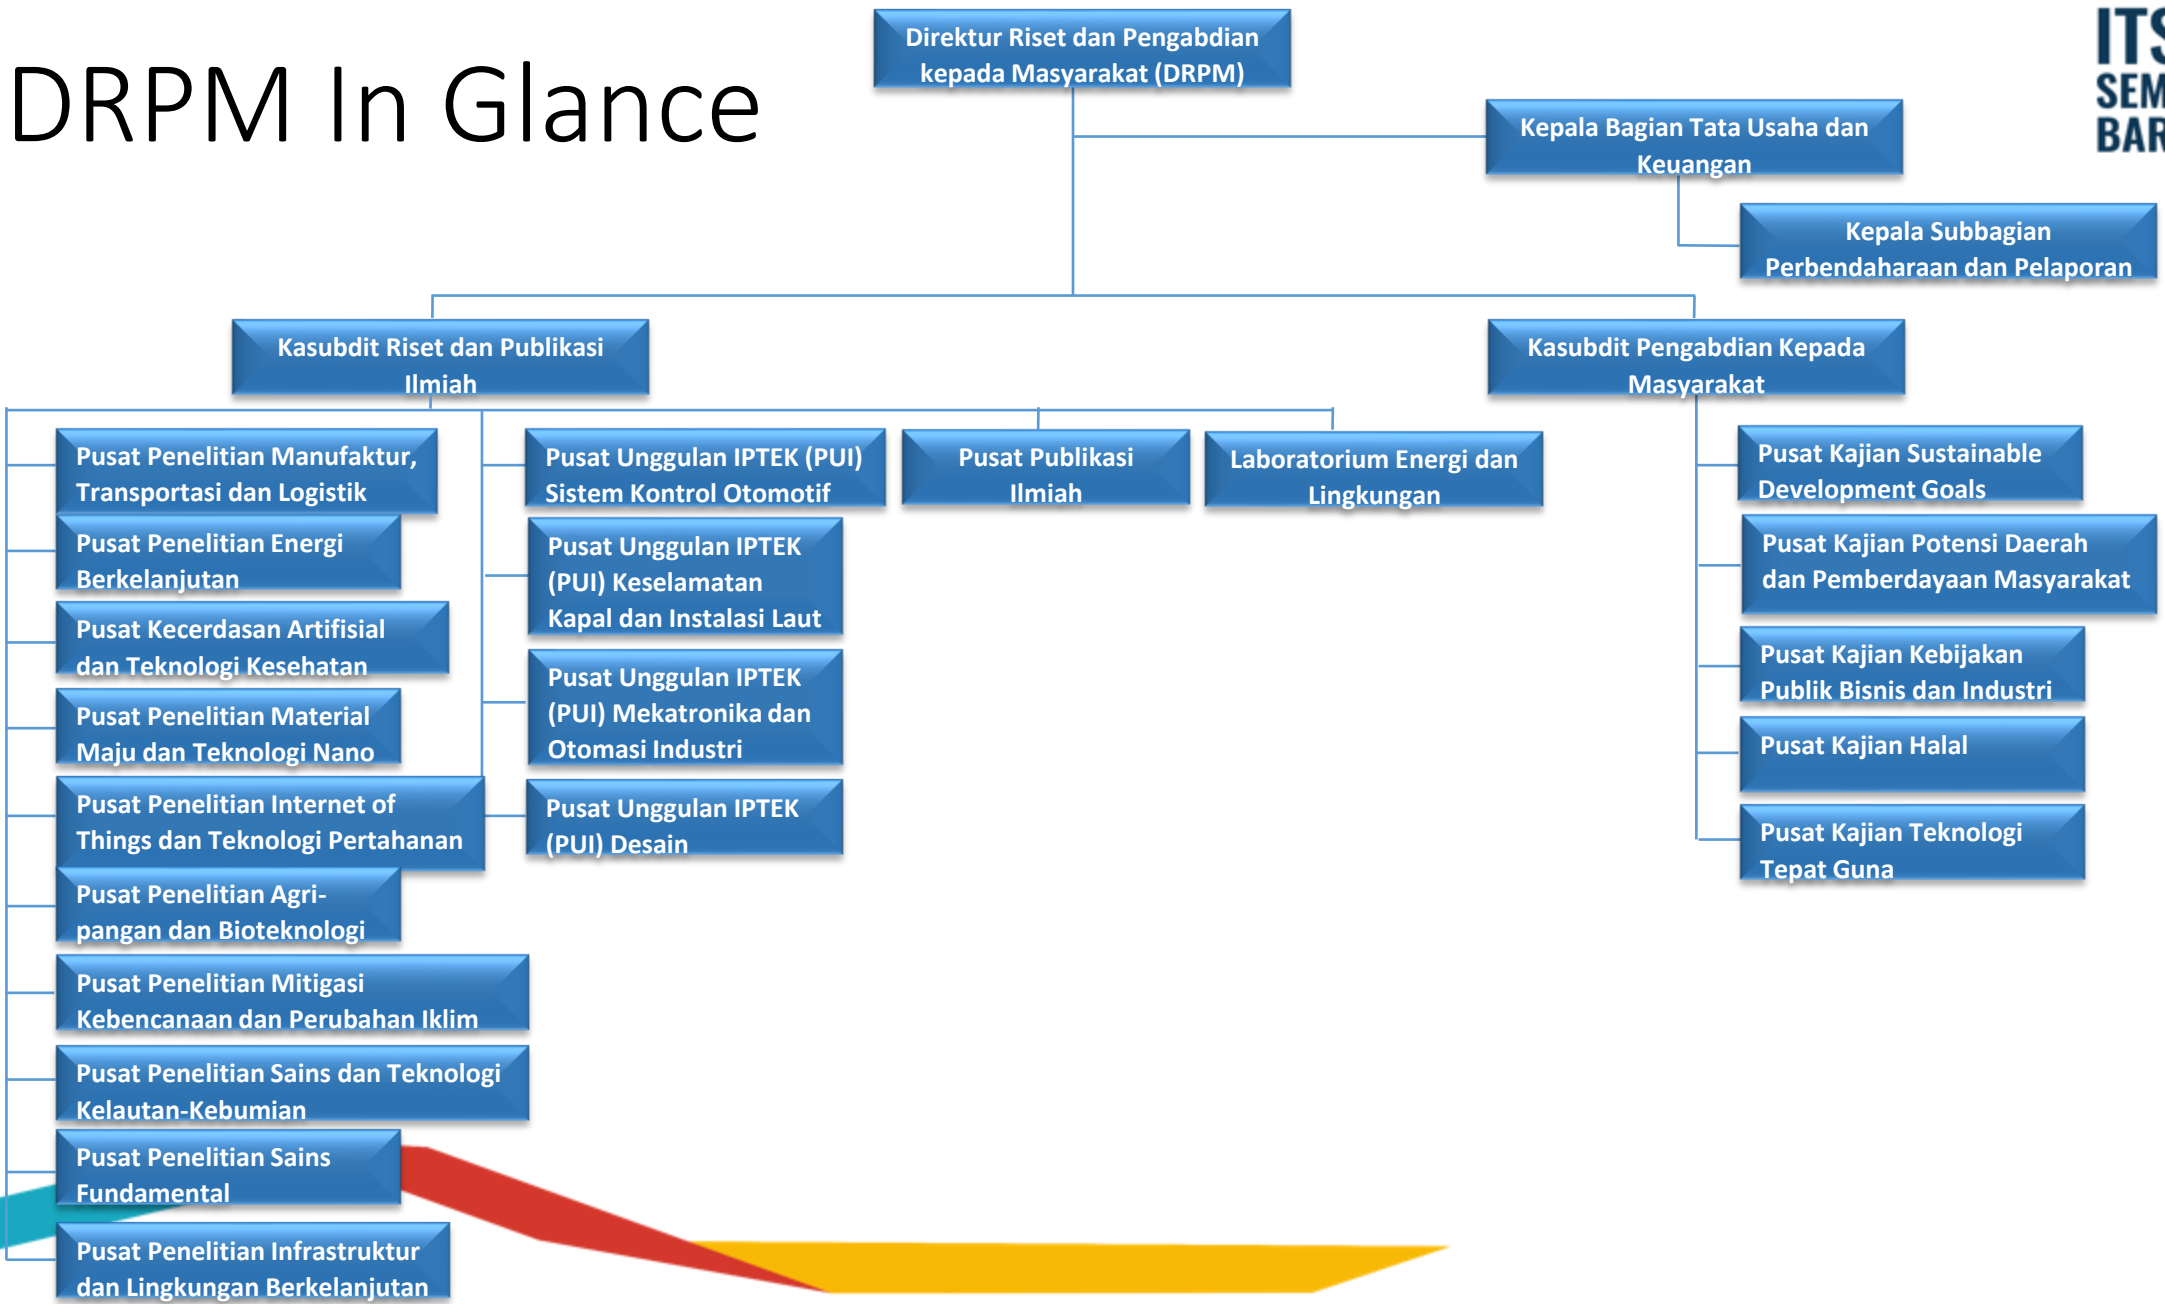 DRPM In Glance
Direktur Riset dan Pengabdian
kepada Masyarakat (DRPM)
Kepala Bagian Tata Usaha dan
Keuangan
Kepala Subbagian
Perbendaharaan dan Pelaporan
Kasubdit Riset dan Publikasi
Ilmiah
Kasubdit Pengabdian Kepada
Masyarakat
Pusat Penelitian Manufaktur,
Transportasi dan Logistik
Pusat Penelitian Energi
Berkelanjutan
Pusat Kecerdasan Artifisial
dan Teknologi Kesehatan
Pusat Penelitian Material
Maju dan Teknologi Nano
Pusat Penelitian Internet of
Things dan Teknologi Pertahanan
Pusat Penelitian Agri-
pangan dan Bioteknologi
Pusat Penelitian Mitigasi
Kebencanaan dan Perubahan Iklim
Pusat Penelitian Sains dan Teknologi
Kelautan-Kebumian
Pusat Penelitian Sains
Fundamental
Pusat Penelitian Infrastruktur
dan Lingkungan Berkelanjutan
Pusat Unggulan IPTEK (PUI)
Sistem Kontrol Otomotif
Pusat Unggulan IPTEK
(PUI) Keselamatan
Kapal dan Instalasi Laut
Pusat Unggulan IPTEK
(PUI) Mekatronika dan
Otomasi Industri
Pusat Unggulan IPTEK
(PUI) Desain
Pusat Publikasi
Ilmiah
Laboratorium Energi dan
Lingkungan
Pusat Kajian Sustainable
Development Goals
Pusat Kajian Potensi Daerah
dan Pemberdayaan Masyarakat
Pusat Kajian Kebijakan
Publik Bisnis dan Industri
Pusat Kajian Halal
Pusat Kajian Teknologi
Tepat Guna
ITS